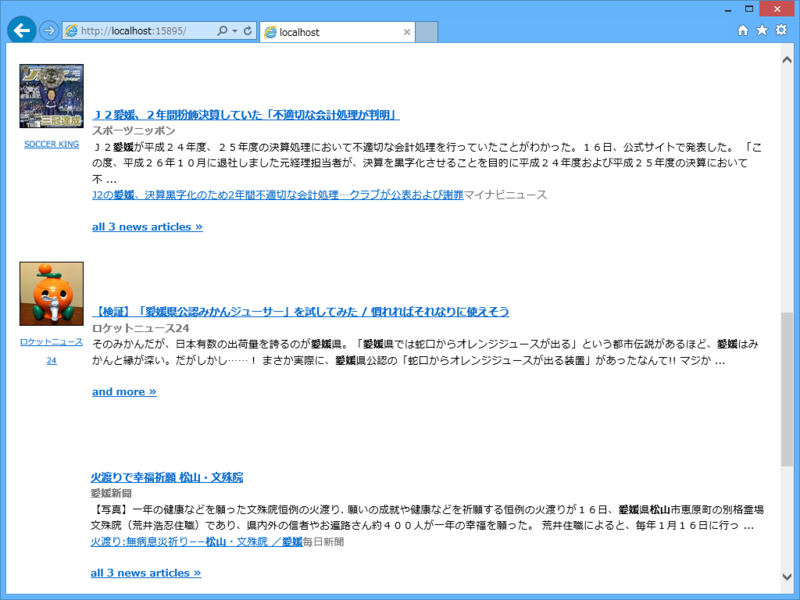 http://localhost:15895/
localhost
三冠達成
SOCCER KING
J2愛媛、2年間粉飾決算していた「不適切な会計処理が判明」
スポーツニッポン
J2愛媛が平成24年度、25年度の決算処理において不適切な会計処理を行っていたことがわかった。16日、公式サイトで発表した。 「こ
の度、平成26年10月に退社しました元経理担当者が、決算を黒字化させることを目的に平成24年度および平成25年度の決算において
不 ...
J2の愛媛、決算黒字化のため2年間不適切な会計処理…クラブが公表および謝罪マイナビニュース
all 3 news articles »
ロケットニュース
24
【検証】「愛媛県公認みかんジューサー」を試してみた / 慣れればそれなりに使えそう
ロケットニュース24
そのみかんだが、日本有数の出荷量を誇るのが愛媛県。「愛媛県では蛇口からオレンジジュースが出る」という都市伝説があるほど、愛媛はみ
かんと縁が深い。だがしかし……！ まさか実際に、愛媛県公認の「蛇口からオレンジジュースが出る装置」があったなんて!! マジか ...
and more »
火渡りで幸福祈願 松山・文殊院
愛媛新聞
【写真】一年の健康などを願った文殊院恒例の火渡り. 願いの成就や健康などを祈願する恒例の火渡りが１６日、愛媛県松山市恵原町の別格霊場
文殊院（荒井浩忍住職）であり、県内外の信者やお遍路さん約４００人が一年の幸福を願った。 荒井住職によると、毎年１月１６日に行っ ...
火渡り:無病息災祈り−−松山・文殊院 ／愛媛毎日新聞
all 3 news articles »